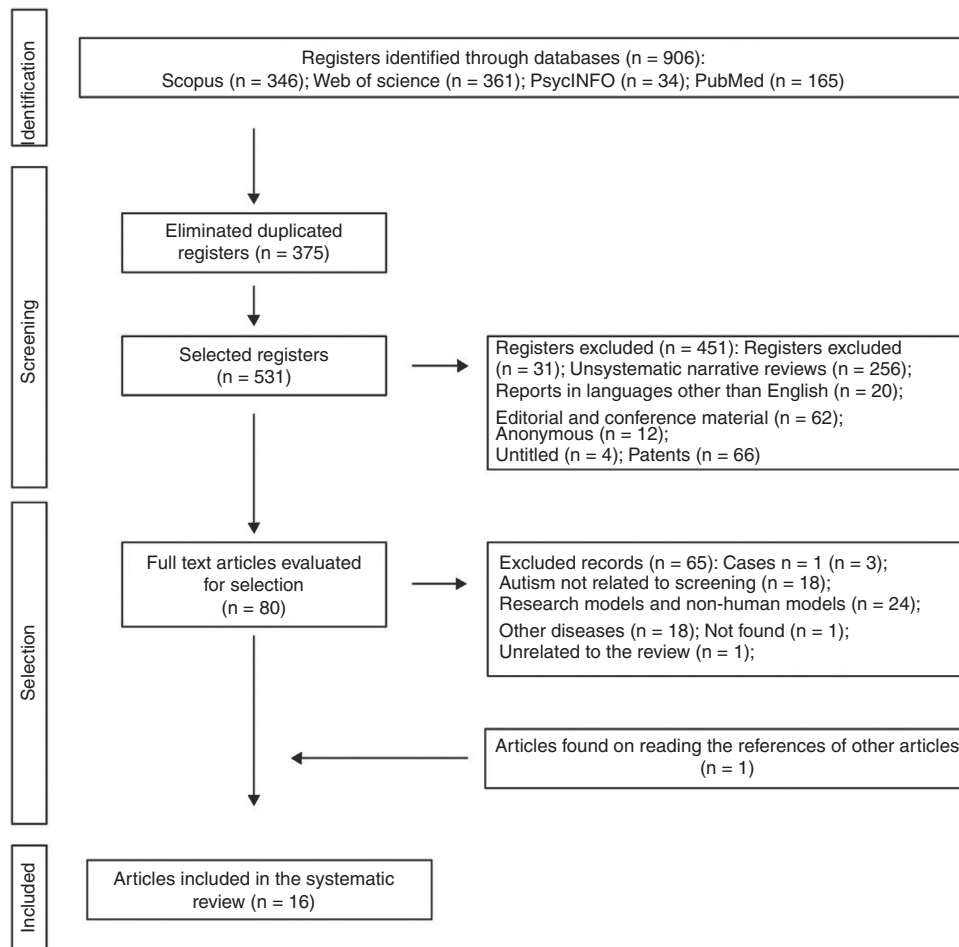 Identification
Registers identified through databases (n = 906):
Scopus (n = 346); Web of science (n = 361); PsycINFO (n = 34); PubMed (n = 165)
Screening
Eliminated duplicated
registers (n = 375)
Selected registers
(n = 531)
Registers excluded (n = 451): Registers excluded
(n = 31); Unsystematic narrative reviews (n = 256);
Reports in languages other than English (n = 20);
Editorial and conference material (n = 62);
Anonymous (n = 12);
Untitled (n = 4); Patents (n = 66)
Selection
Full text articles evaluated
for selection
(n = 80)
Excluded records (n = 65): Cases n = 1 (n = 3);
Autism not related to screening (n = 18);
Research models and non-human models (n = 24);
Other diseases (n = 18); Not found (n = 1);
Unrelated to the review (n = 1);
Articles found on reading the references of other articles
(n = 1)
Included
Articles included in the systematic
review (n = 16)